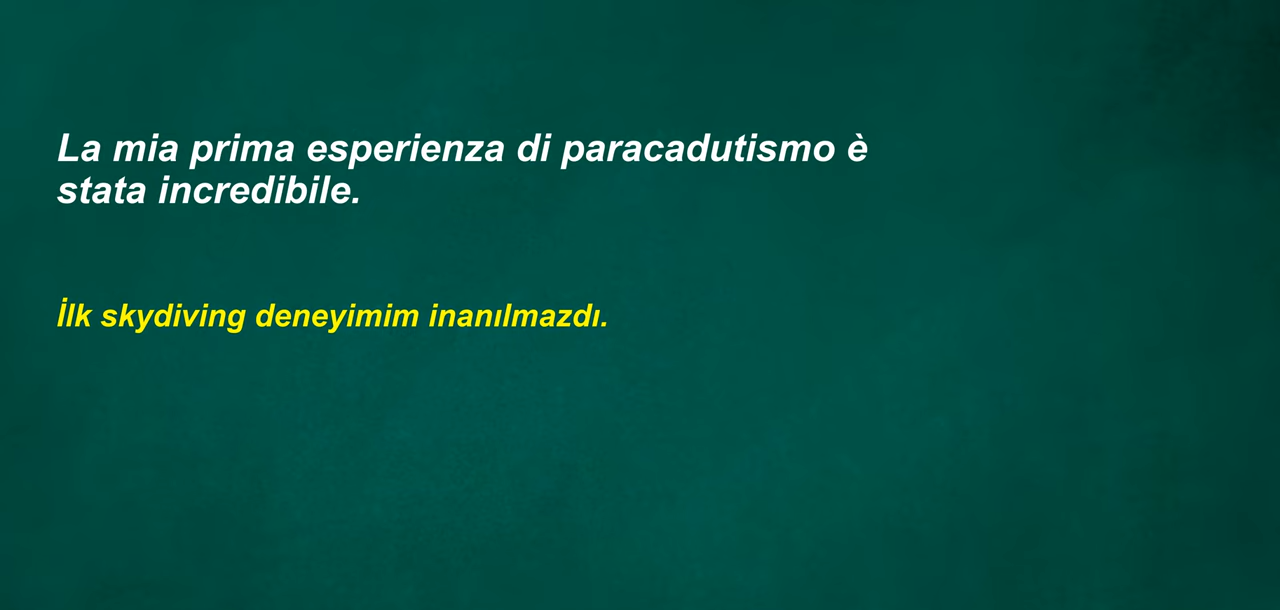 La mia prima esperienza di paracadutismo è
stata incredibile.
İlk skydiving deneyimim inanılmazdı.